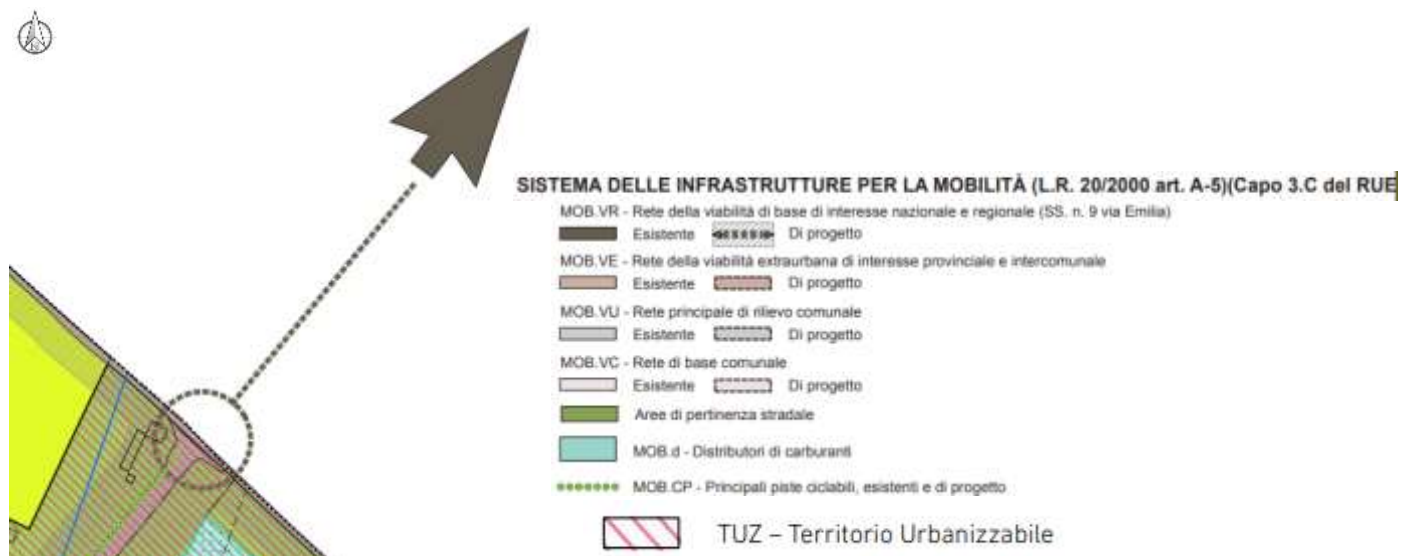 N
SISTEMA DELLE INFRASTRUTTURE PER LA MOBILITÀ (L.R. 20/2000 art. A-5)(Capo 3.C del RUE
MOB.VR - Rete della viabilità di base di interesse nazionale e regionale (SS. n. 9 via Emilia)
Esistente Di progetto
MOB.VE - Rete della viabilità extraurbana di interesse provinciale e intercomunale
Esistente Di progetto
MOB.VU - Rete principale di rilievo comunale
Esistente Di progetto
MOB.VC - Rete di base comunale
Esistente Di progetto
Aree di pertinenza stradale
MOB.d - Distributori di carburanti
MOB.CP - Principali piste ciclabili, esistenti e di progetto
TUZ – Territorio Urbanizzabile